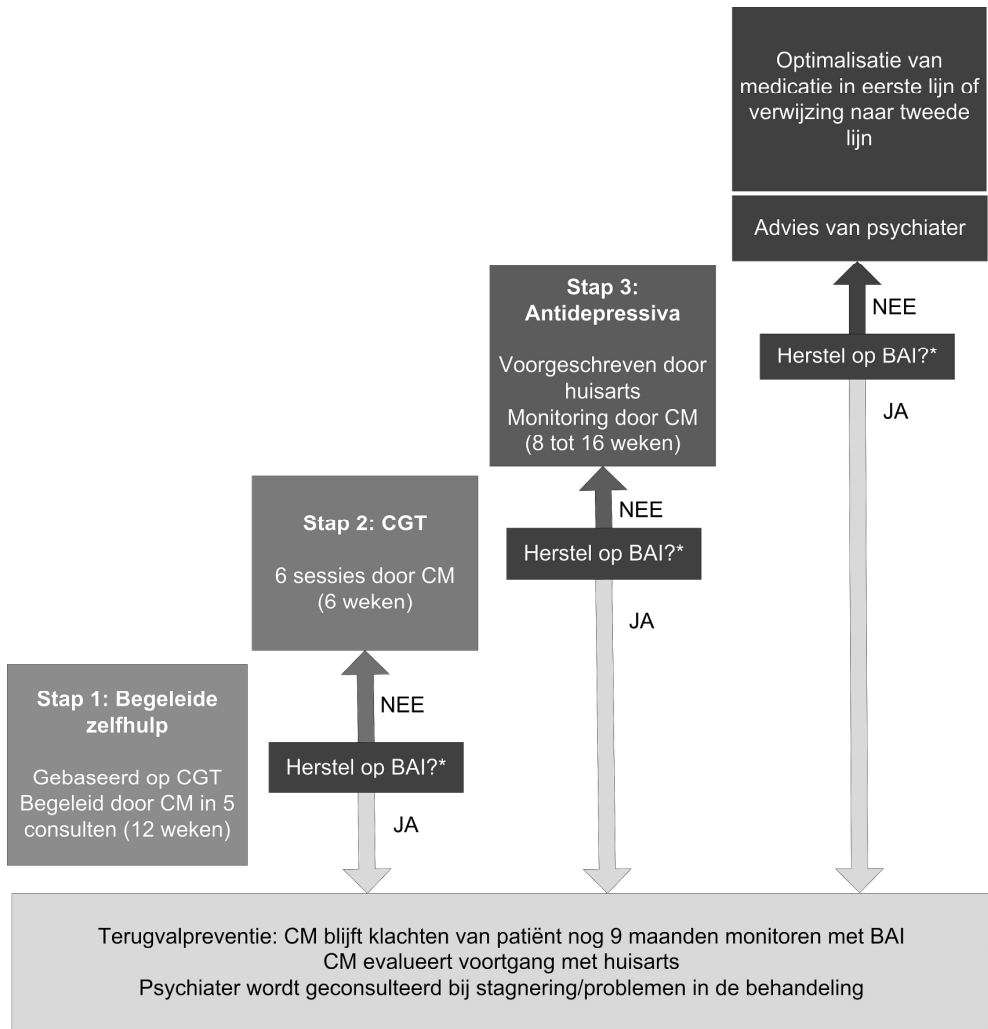 Stap 1: Begeleide
zelfhulp
Gebaseerd op CGT
Begeleid door CM in 5
consulten (12 weken)
Herstel op BAI?*
NEE
JA
Stap 2: CGT
6 sessies door CM
(6 weken)
Herstel op BAI?*
NEE
JA
Stap 3:
Antidepressiva
Voorgeschreven door
huisarts
Monitoring door CM
(8 tot 16 weken)
Herstel op BAI?*
NEE
JA
Advies van psychiater
Optimalisatie van
medicatie in eerste lijn of
verwijzing naar tweede
lijn
Terugvalpreventie: CM blijft klachten van patiënt nog 9 maanden monitoren met BAI
CM evalueert voortgang met huisarts
Psychiater wordt geconsulteerd bij stagnering/problemen in de behandeling